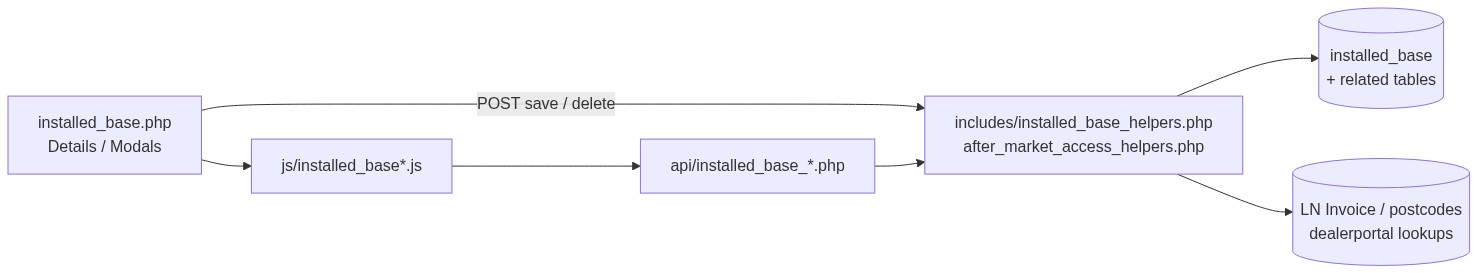 installed_base.php
Details / Modals
POST save / delete
js/installed_base*.js
api/installed_base_*.php
includes/installed_base_helpers.php
after_market_access_helpers.php
installed_base
+ related tables
LN Invoice / postcodes
dealerportal lookups